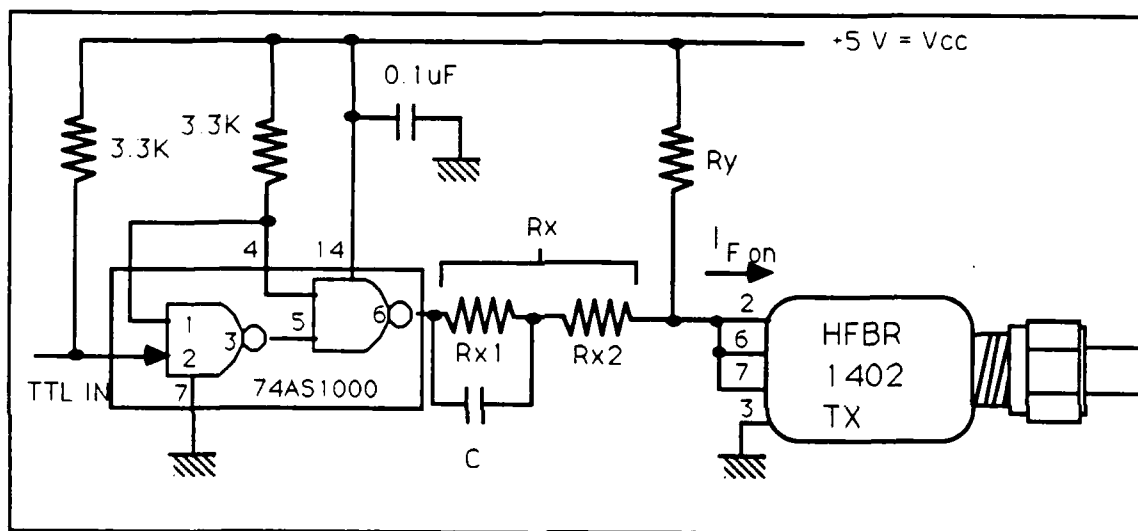 +5 V = Vcc
0.1uF
3.3K
3.3K
Ry
Rx
I F on
4
14
2
1
3
5
6
HFBR
6
2
Rx1
Rx2
7
1402
TTL IN
7
74AS1000
3
TX
C